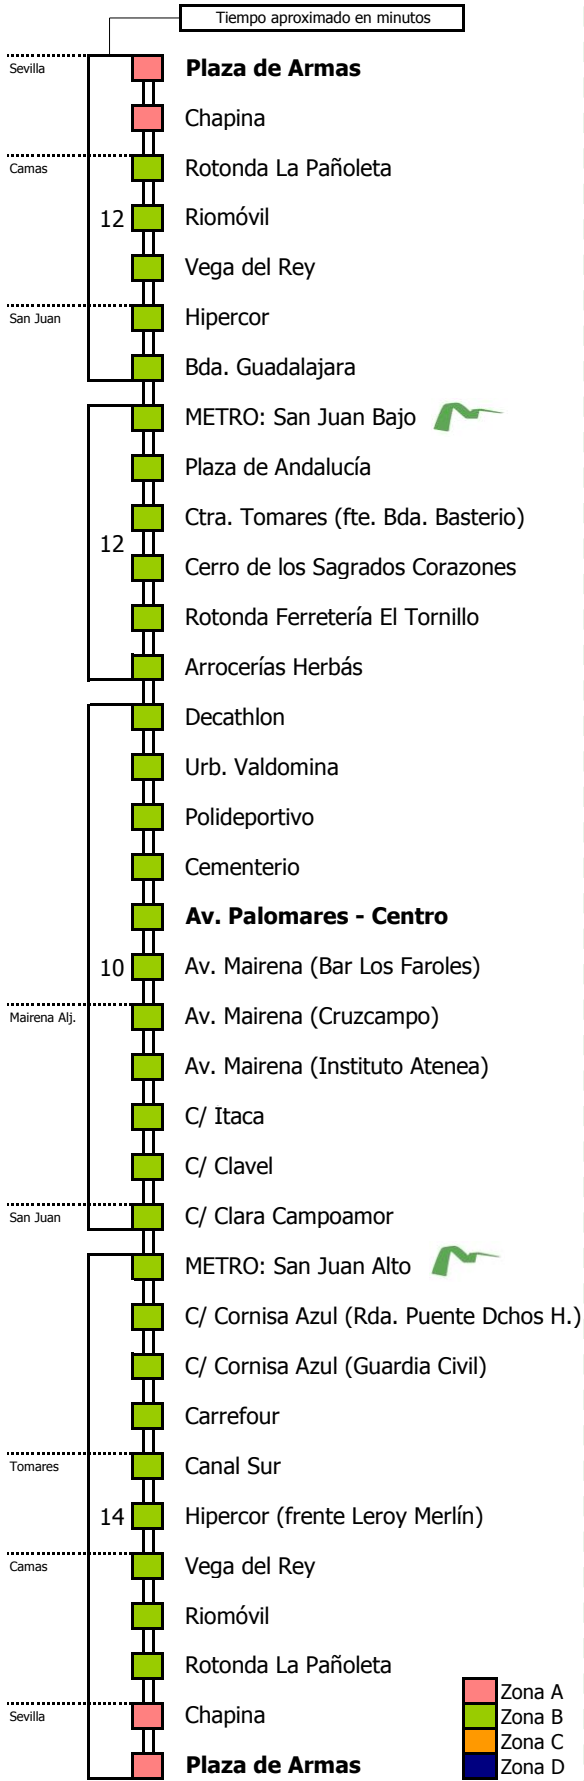 Tiempo aproximado en minutos
Sevilla
Plaza de Armas
Chapina
Camas
Rotonda La Pañoleta
12
Riomóvil
Vega del Rey
San Juan
Hipercor
Bda. Guadalajara
METRO: San Juan Bajo
Plaza de Andalucía
Ctra. Tomares (fte. Bda. Basterio)
12
Cerro de los Sagrados Corazones
Rotonda Ferretería El Tornillo
Arrocerías Herbás
Decathlon
Urb. Valdomina
Polideportivo
Cementerio
Av. Palomares - Centro
10
Av. Mairena (Bar Los Faroles)
Mairena Alj.
Av. Mairena (Cruzcampo)
Av. Mairena (Instituto Atenea)
C/ Itaca
C/ Clavel
San Juan
C/ Clara Campoamor
METRO: San Juan Alto
C/ Cornisa Azul (Rda. Puente Dchos H.)
C/ Cornisa Azul (Guardia Civil)
Carrefour
Tomares
Canal Sur
14
Hipercor (frente Leroy Merlín)
Camas
Vega del Rey
Riomóvil
Rotonda La Pañoleta
Sevilla
Chapina
Plaza de Armas
Zona A
Zona B
Zona C
Zona D